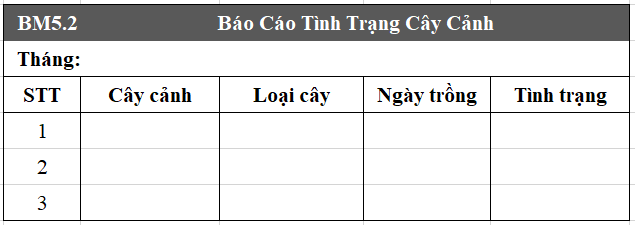 BM5.2 Báo Cáo Tình Trạng Cây Cảnh
Tháng:
STT Cây cảnh Loại cây Ngày trồng Tình trạng
1
2
3